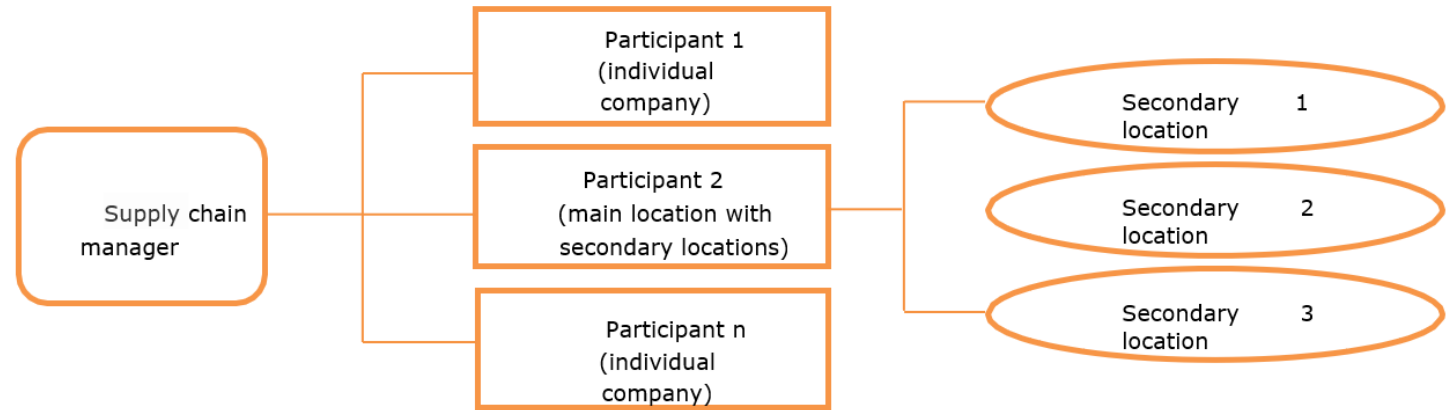 Supply chain
manager
Participant 1
(individual
company)
Participant 2
(main location with
secondary locations)
Participant n
(individual
company)
Secondary 1
location
Secondary 2
location
Secondary 3
location